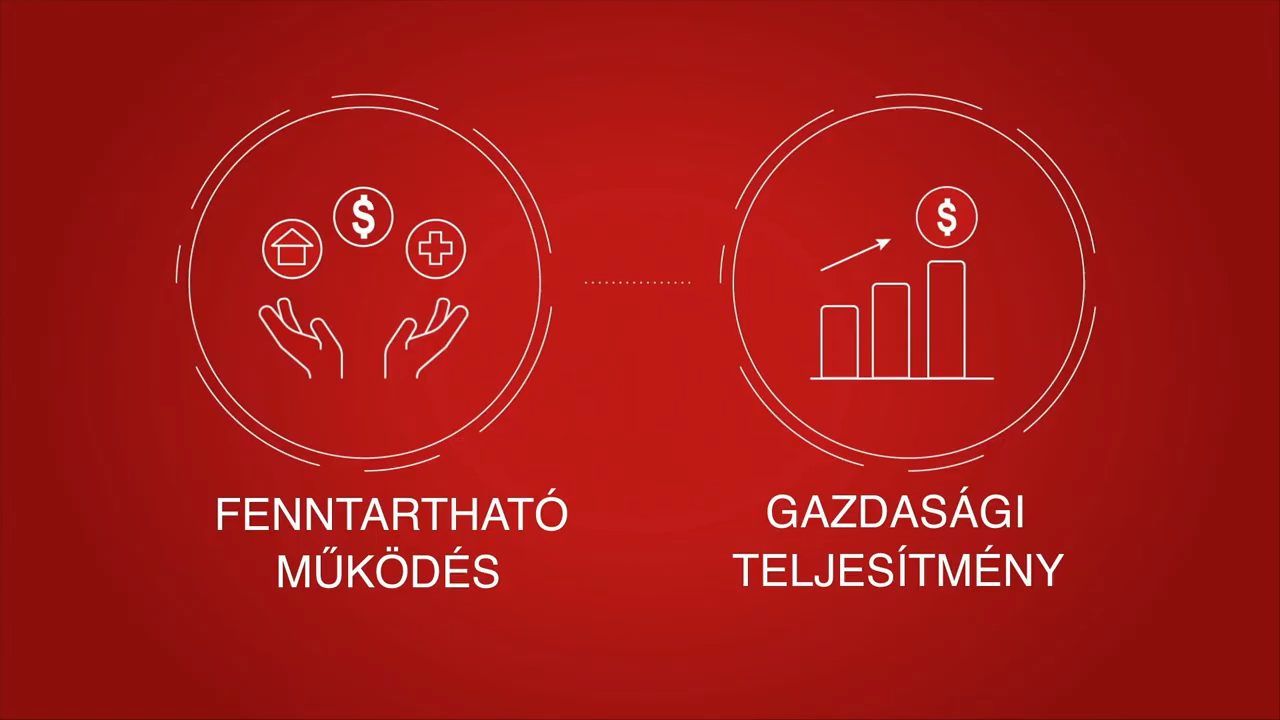 $
$
FENNTARTHATÓ
MŰKÖDÉS
GAZDASÁGI
TELJESÍTMÉNY